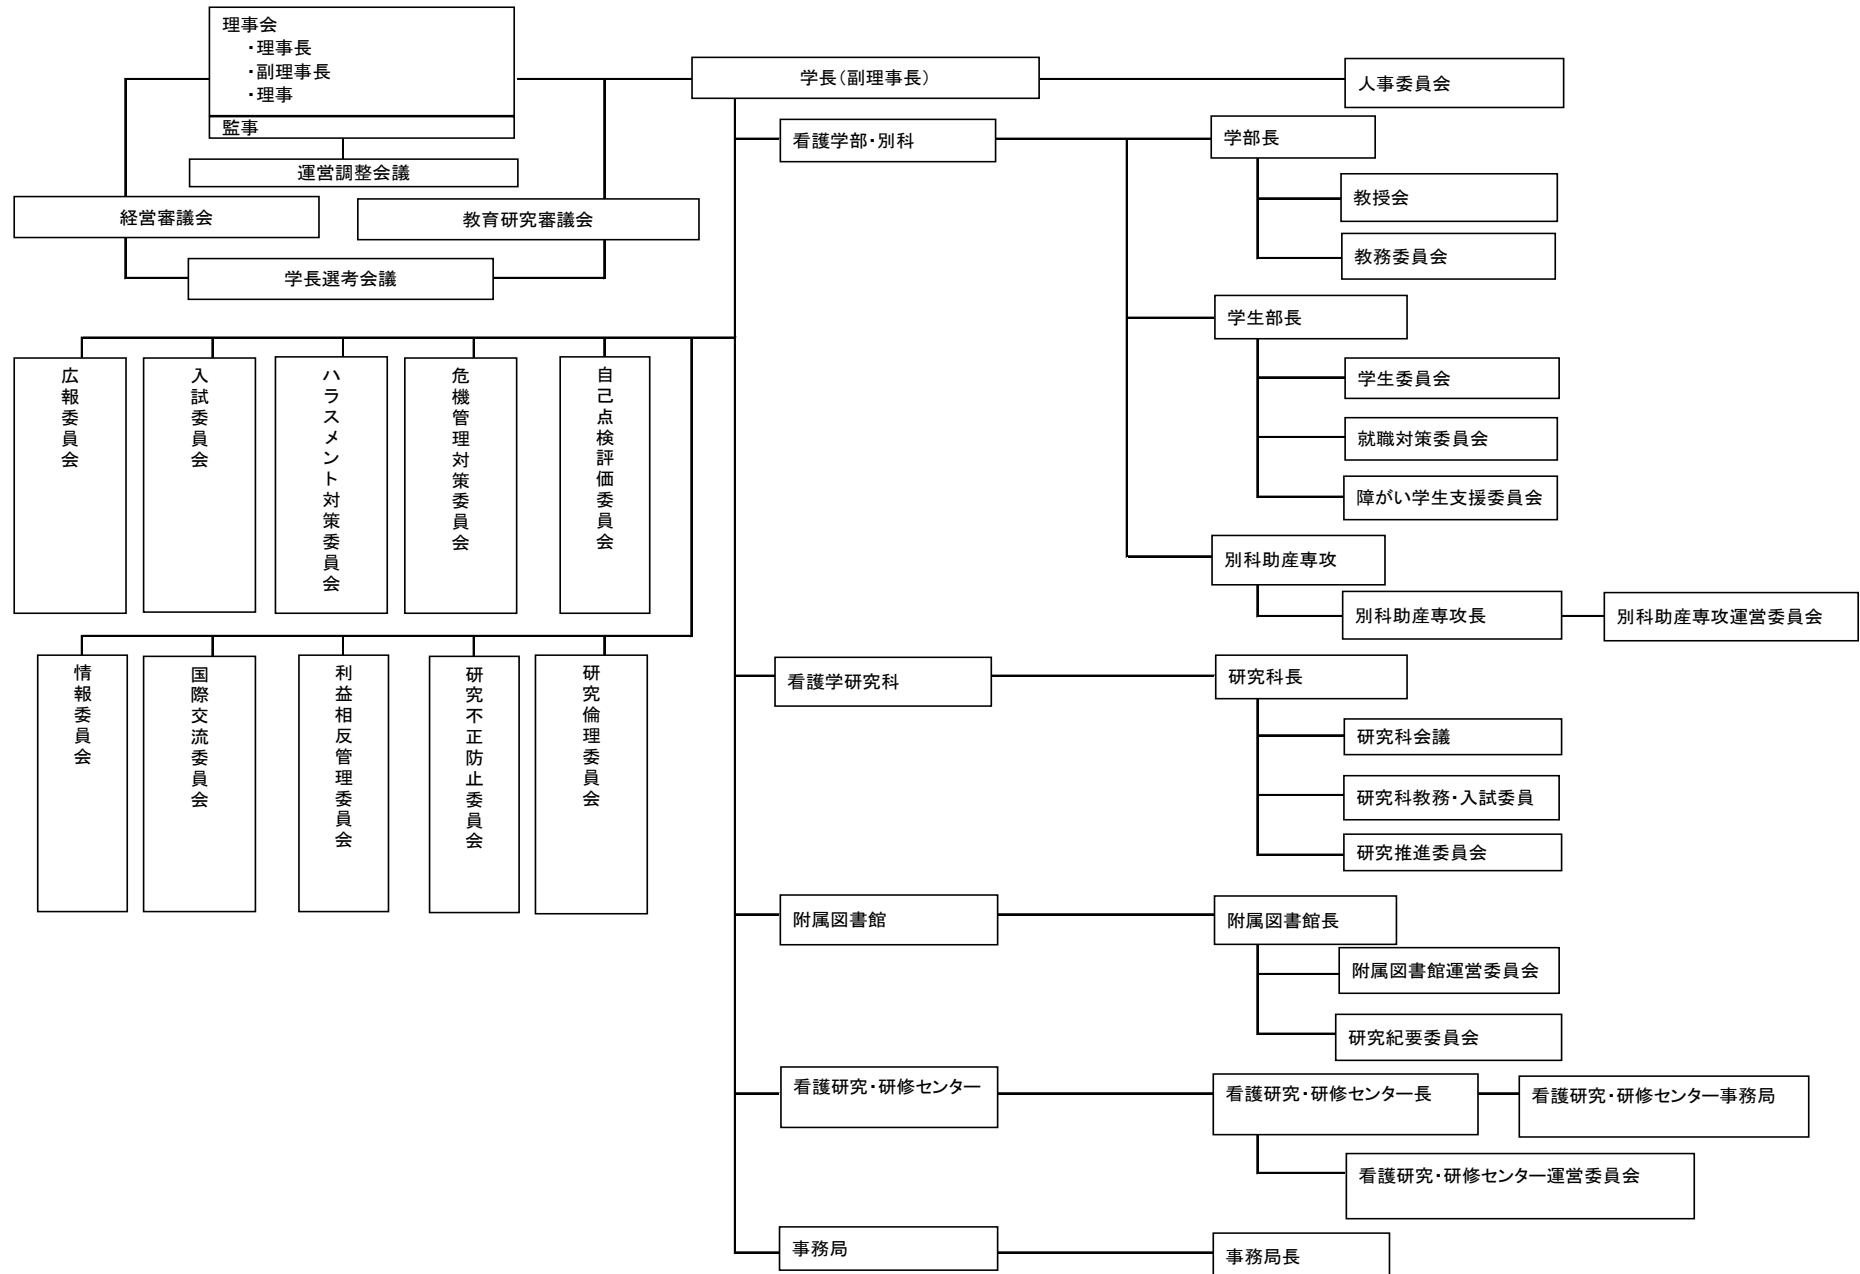 理事会
・理事長
・副理事長
・理事
監事
運営調整会議
経営審議会
教育研究審議会
学長選考会議
学長（副理事長）
人事委員会
看護学部・別科
学部長
教授会
教務委員会
学生部長
学生委員会
就職対策委員会
障がい学生支援委員会
別科助産専攻
別科助産専攻長
別科助産専攻運営委員会
広報委員会
入試委員会
ハラスメント対策委員会
危機管理対策委員会
自己点検評価委員会
情報委員会
国際交流委員会
利益相反管理委員会
研究不正防止委員会
研究倫理委員会
看護学研究科
研究科長
研究科会議
研究科教務・入試委員
研究推進委員会
附属図書館
附属図書館長
附属図書館運営委員会
研究紀要委員会
看護研究・研修センター
看護研究・研修センター長
看護研究・研修センター事務局
看護研究・研修センター運営委員会
事務局
事務局長